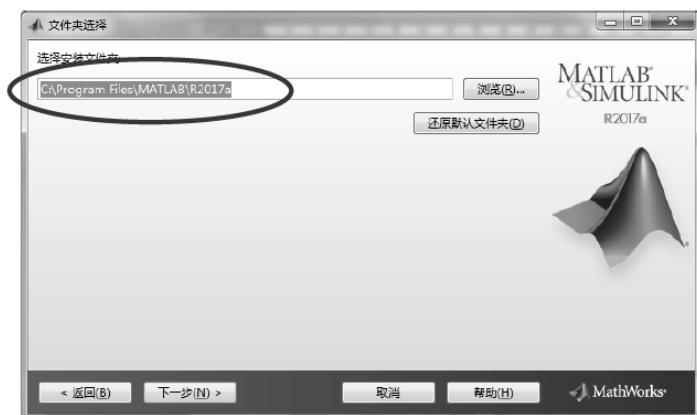 文件夹选择
选择安装文件夹
C:\Program Files\MATLAB\R2017a
浏览(R)...
还原默认文件夹(D)
MATLAB®
&SIMULINK®
R2017a
< 返回(B)
下一步(N) >
取消
帮助(H)
MathWorks®